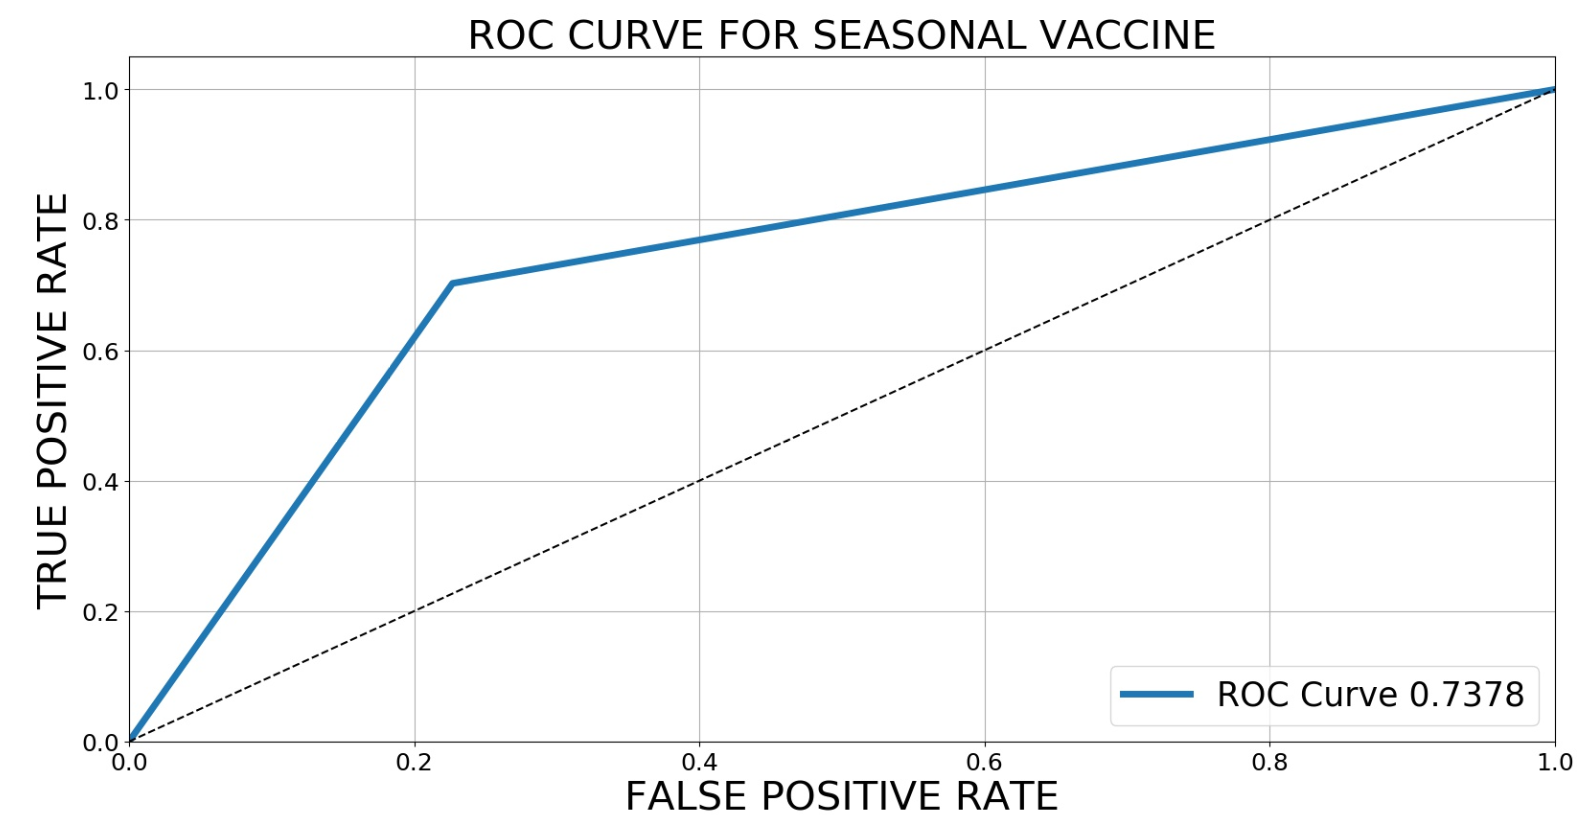 ROC CURVE FOR SEASONAL VACCINE
TRUE POSITIVE RATE
1.0
0.8
0.6
0.4
0.2
0.0
0.0 0.2 0.4 0.6 0.8 1.0
FALSE POSITIVE RATE
ROC Curve 0.7378